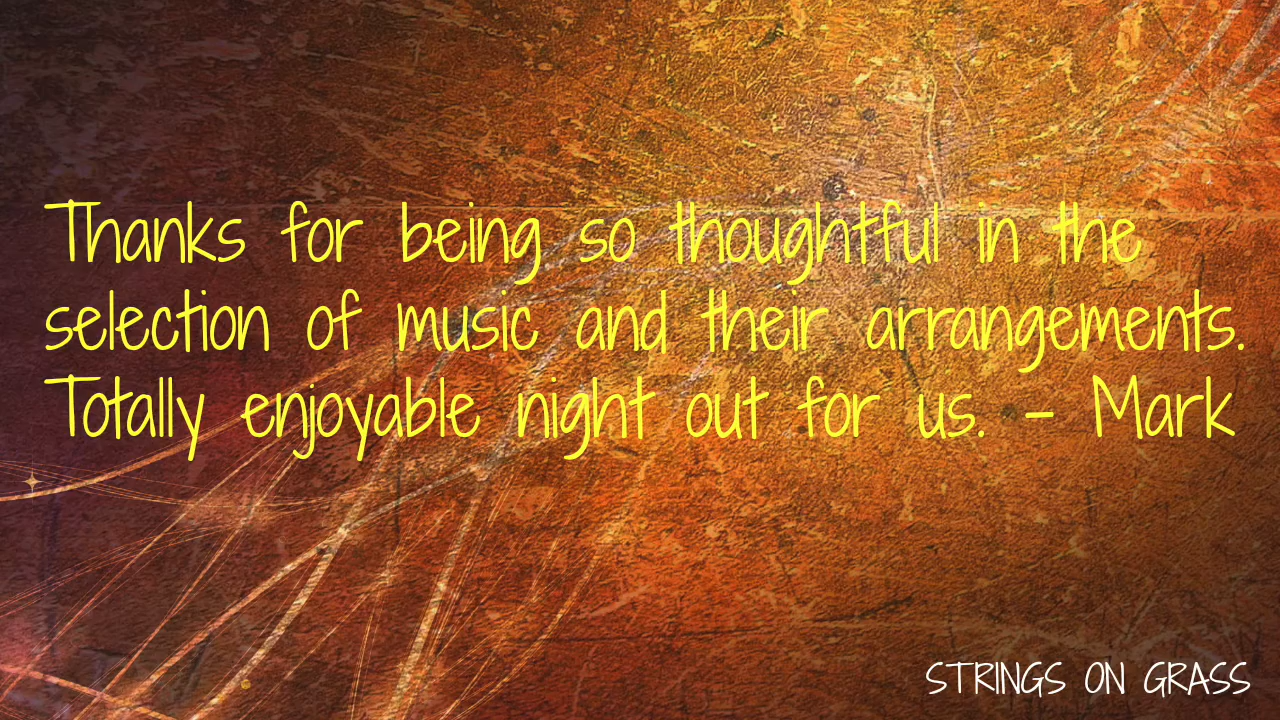 Thanks for being so thoughtful in the
selection of music and their arrangements.
Totally enjoyable night out for us. - Mark
STRINGS ON GRASS